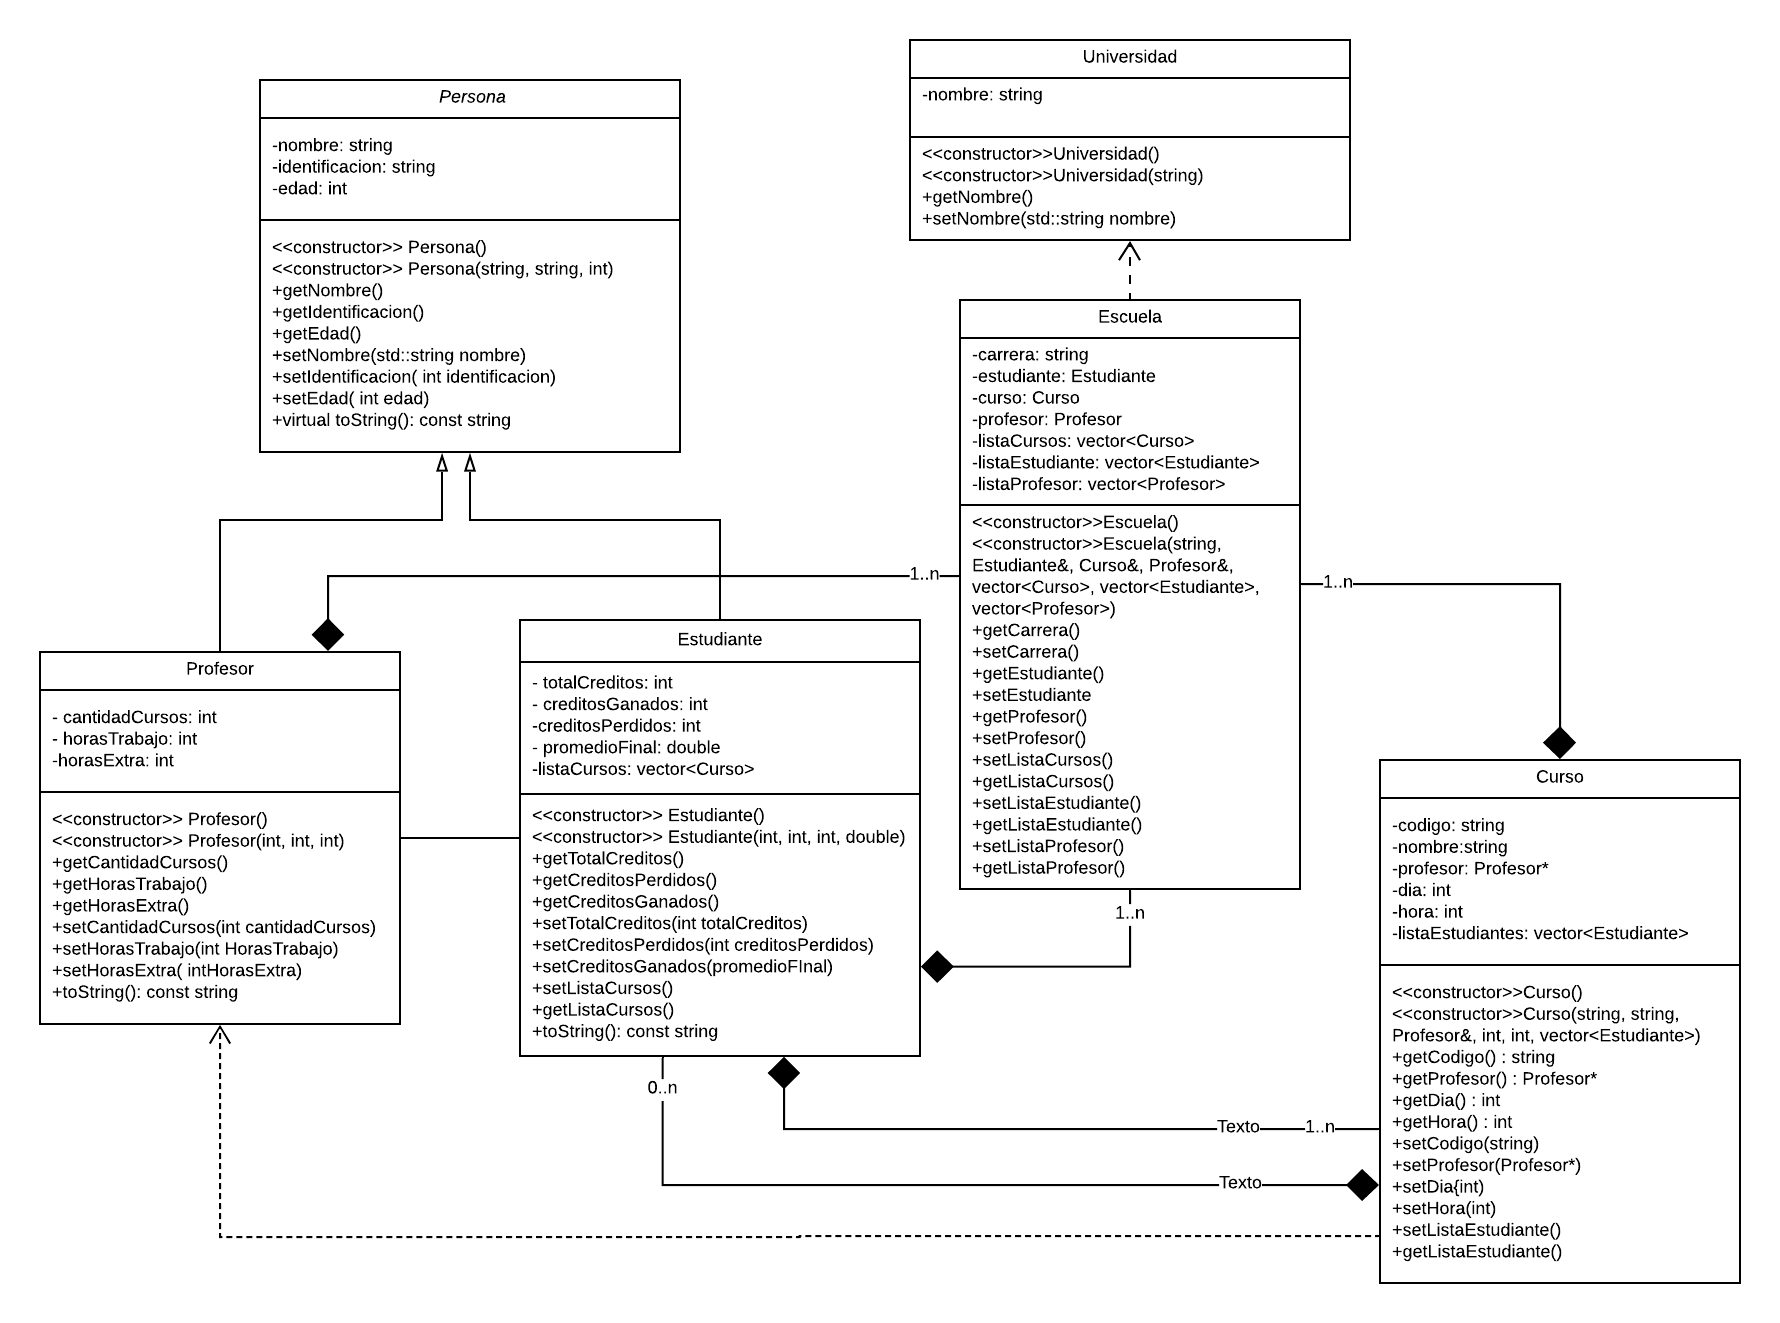 Universidad
-nombre: string
<<constructor>>Universidad()
<<constructor>>Universidad(string)
+getNombre()
+setNombre(std::string nombre)
Persona
-nombre: string
-identificacion: string
-edad: int
<<constructor>> Persona()
<<constructor>> Persona(string, string, int)
+getNombre()
+getIdentificacion()
+getEdad()
+setNombre(std::string nombre)
+setIdentificacion( int identificacion)
+setEdad( int edad)
+virtual toString(): const string
Escuela
-carrera: string
-estudiante: Estudiante
-curso: Curso
-profesor: Profesor
-listaCursos: vector<Curso>
-listaEstudiante: vector<Estudiante>
-listaProfesor: vector<Profesor>
<<constructor>>Escuela()
<<constructor>>Escuela(string,
Estudiante&, Curso&, Profesor&,
vector<Curso>, vector<Estudiante>,
vector<Profesor>)
+getCarrera()
+setCarrera()
+getEstudiante()
+setEstudiante
+getProfesor()
+setProfesor()
+setListaCursos()
+getListaCursos()
+setListaEstudiante()
+getListaEstudiante()
+setListaProfesor()
+getListaProfesor()
1..n
1..n
1..n
Profesor
- cantidadCursos: int
- horasTrabajo: int
-horasExtra: int
<<constructor>> Profesor()
<<constructor>> Profesor(int, int, int)
+getCantidadCursos()
+getHorasTrabajo()
+getHorasExtra()
+setCantidadCursos(int cantidadCursos)
+setHorasTrabajo(int HorasTrabajo)
+setHorasExtra( intHorasExtra)
+toString(): const string
Estudiante
- totalCreditos: int
- creditosGanados: int
-creditosPerdidos: int
- promedioFinal: double
-listaCursos: vector<Curso>
<<constructor>> Estudiante()
<<constructor>> Estudiante(int, int, int, double)
+getTotalCreditos()
+getCreditosPerdidos()
+getCreditosGanados()
+setTotalCreditos(int totalCreditos)
+setCreditosPerdidos(int creditosPerdidos)
+setCreditosGanados(promedioFInal)
+setListaCursos()
+getListaCursos()
+toString(): const string
Curso
-codigo: string
-nombre:string
-profesor: Profesor*
-dia: int
-hora: int
-listaEstudiantes: vector<Estudiante>
<<constructor>>Curso()
<<constructor>>Curso(string, string,
Profesor&, int, int, vector<Estudiante>)
+getCodigo() : string
+getProfesor() : Profesor*
+getDia() : int
+getHora() : int
+setCodigo(string)
+setProfesor(Profesor*)
+setDia{int)
+setHora(int)
+setListaEstudiante()
+getListaEstudiante()
0..n
Texto
1..n
Texto